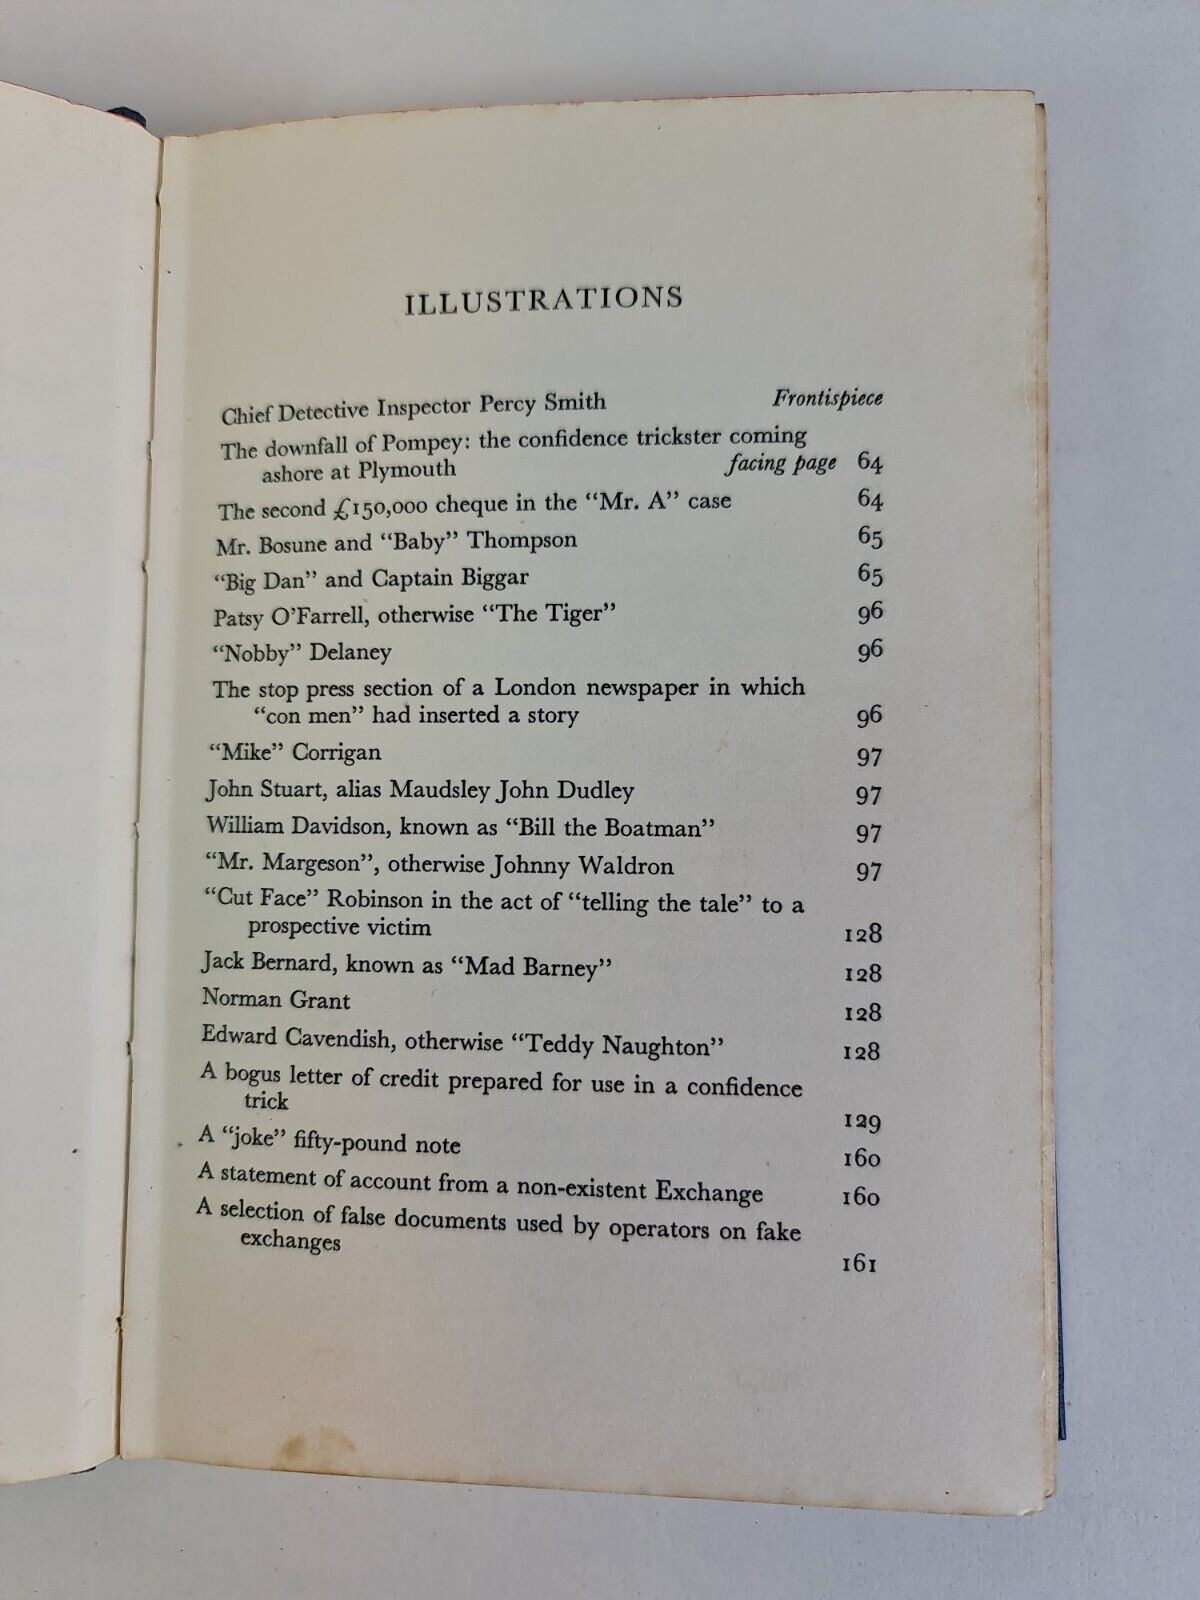 ILLUSTRATIONS
Chief Detective Inspector Percy Smith Frontispiece
The downfall of Pompey: the confidence trickster coming
ashore at Plymouth facing page 64
The second £150,000 cheque in the "Mr. A" case 64
Mr. Bosune and "Baby" Thompson 65
"Big Dan" and Captain Biggar 65
Patsy O'Farrell, otherwise "The Tiger" 96
"Nobby" Delaney 96
The stop press section of a London newspaper in which
"con men" had inserted a story 96
"Mike" Corrigan 97
John Stuart, alias Maudsley John Dudley 97
William Davidson, known as "Bill the Boatman" 97
"Mr. Margeson", otherwise Johnny Waldron 97
"Cut Face" Robinson in the act of "telling the tale" to a
prospective victim 128
Jack Bernard, known as "Mad Barney" 128
Norman Grant 128
Edward Cavendish, otherwise "Teddy Naughton" 128
A bogus letter of credit prepared for use in a confidence
trick 129
A "joke" fifty-pound note 160
A statement of account from a non-existent Exchange 160
A selection of false documents used by operators on fake
exchanges 161